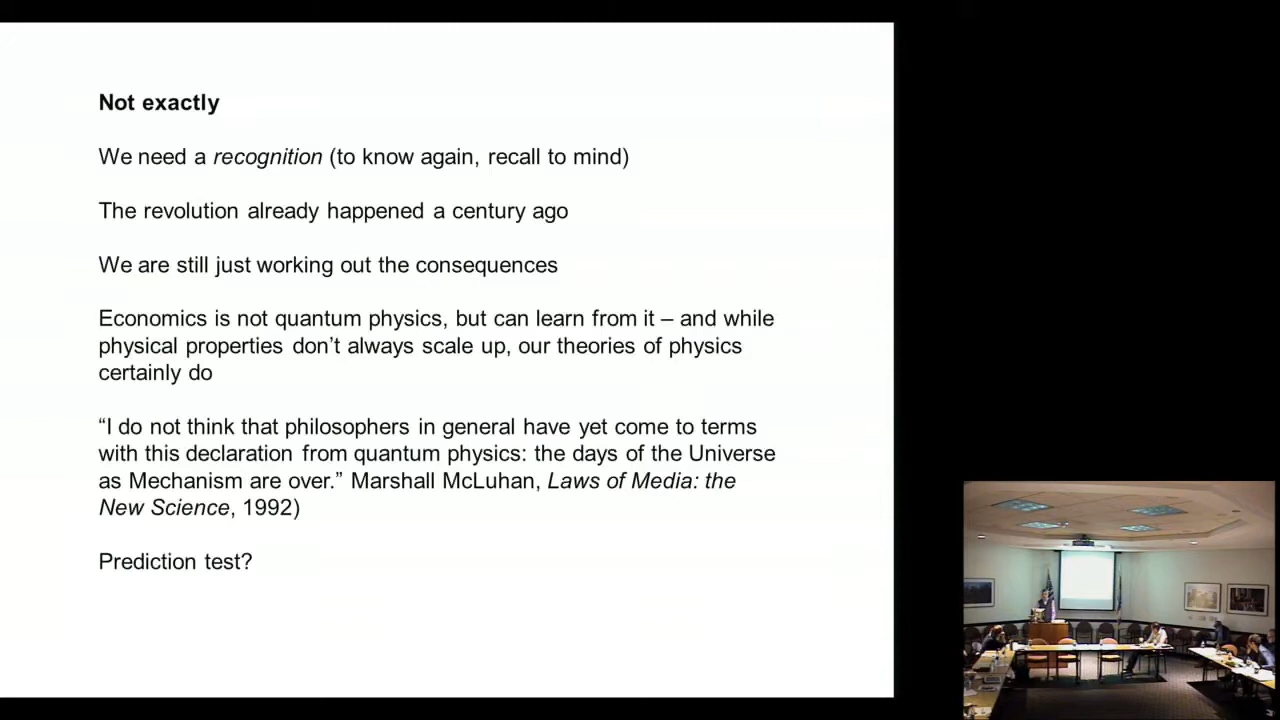 Not exactly
We need a recognition (to know again, recall to mind)
The revolution already happened a century ago
We are still just working out the consequences
Economics is not quantum physics, but can learn from it – and while
physical properties don’t always scale up, our theories of physics
certainly do
“I do not think that philosophers in general have yet come to terms
with this declaration from quantum physics: the days of the Universe
as Mechanism are over.” Marshall McLuhan, Laws of Media: the
New Science, 1992)
Prediction test?